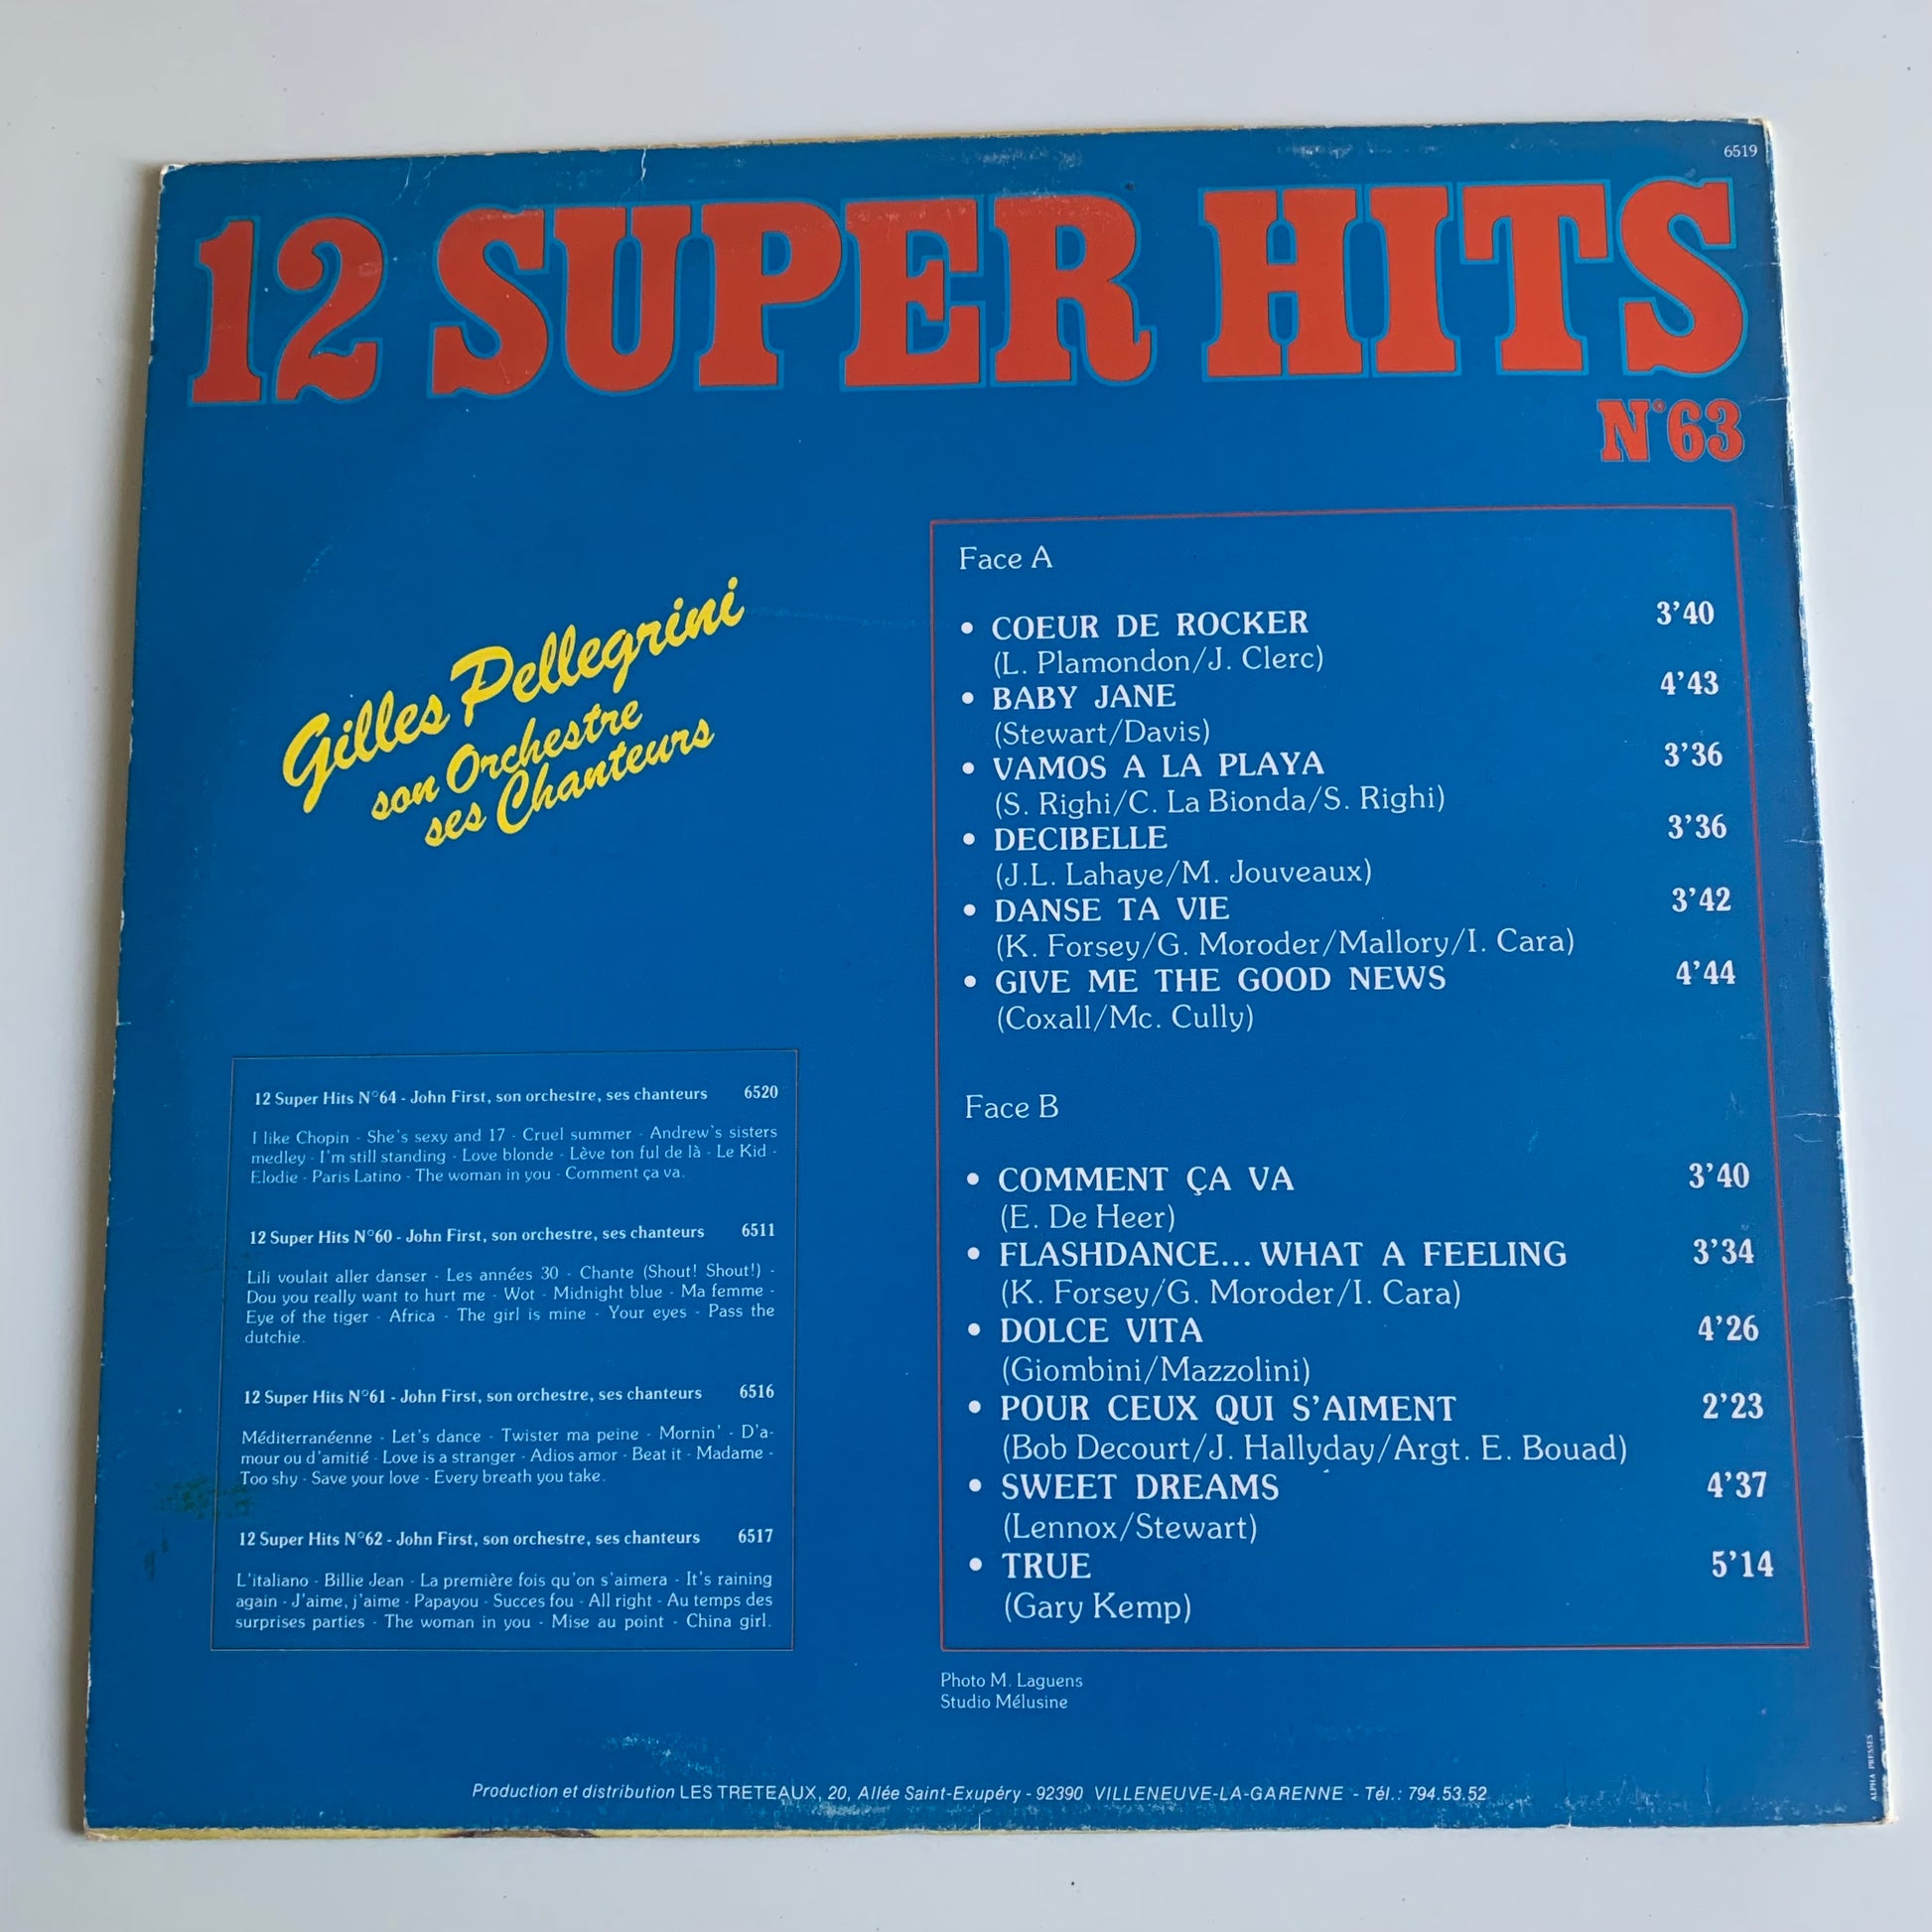 6519
12 SUPER HITS
N°63
Gilles Pellegrini
son Orchestre
ses Chanteurs
Face A
• COEUR DE ROCKER 3'40
(L. Plamondon/J. Clerc)
• BABY JANE 4'43
(Stewart/Davis)
• VAMOS A LA PLAYA 3'36
(S. Righi/C. La Bionda/S. Righi)
• DECIBELLE 3'36
(J.L. Lahaye/M. Jouveaux)
• DANSE TA VIE 3'42
(K. Forsey/G. Moroder/Mallory/I. Cara)
• GIVE ME THE GOOD NEWS 4'44
(Coxall/Mc. Cully)
Face B
• COMMENT ÇA VA 3'40
(E. De Heer)
• FLASHDANCE... WHAT A FEELING 3'34
(K. Forsey/G. Moroder/I. Cara)
• DOLCE VITA 4'26
(Giombini/Mazzolini)
• POUR CEUX QUI S'AIMENT 2'23
(Bob Decourt/J. Hallyday/Argt. E. Bouad)
• SWEET DREAMS 4'37
(Lennox/Stewart)
• TRUE 5'14
(Gary Kemp)
12 Super Hits N°64 - John First, son orchestre, ses chanteurs 6520
I like Chopin - She's sexy and 17 - Cruel summer - Andrew's sisters
medley - I'm still standing - Love blonde - Lève ton ful de là - Le Kid -
Elodie - Paris Latino - The woman in you - Comment ça va.
12 Super Hits N°60 - John First, son orchestre, ses chanteurs 6511
Lili voulait aller danser - Les années 30 - Chante (Shout! Shout!) -
Dou you really want to hurt me - Wot - Midnight blue - Ma femme -
Eye of the tiger - Africa - The girl is mine - Your eyes - Pass the
dutchie.
12 Super Hits N°61 - John First, son orchestre, ses chanteurs 6516
Méditerranéenne - Let's dance - Twister ma peine - Mornin' - D'a-
mour ou d'amitié - Love is a stranger - Adios amor - Beat it - Madame -
Too shy - Save your love - Every breath you take.
12 Super Hits N°62 - John First, son orchestre, ses chanteurs 6517
L'italiano - Billie Jean - La première fois qu'on s'aimera - It's raining
again - J'aime, j'aime - Papayou - Succes fou - All right - Au temps des
surprises parties - The woman in you - Mise au point - China girl.
Photo M. Laguens
Studio Mélusine
Production et distribution LES TRETEAUX, 20, Allée Saint-Exupéry - 92390 VILLENEUVE-LA-GARENNE - Tél.: 794.53.52
ALPHA PRESSES